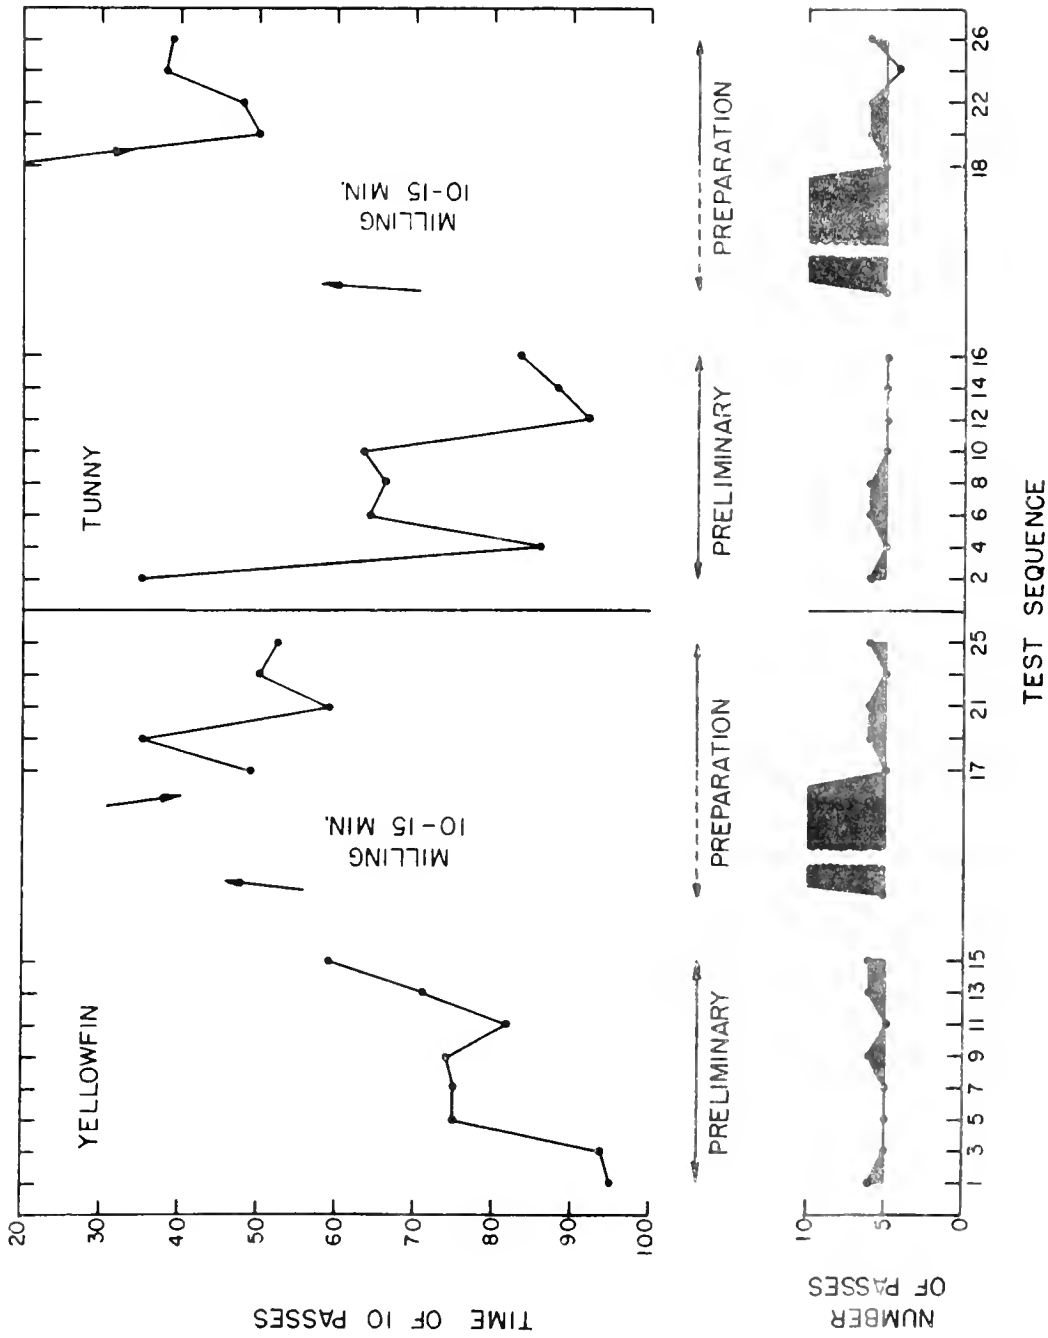 YELLOWFIN
TUNNY
TIME OF 10 PASSES
20
30
40
50
60
70
80
90
100
MILLING
10-15 MIN.
MILLING
10-15 MIN.
PRELIMINARY
PREPARATION
PRELIMINARY
PREPARATION
NUMBER
OF PASSES
10
5
0
1 3 5 7 9 11 13 15 17 21 25 2 4 6 8 10 12 14 16 18 22 26
TEST SEQUENCE